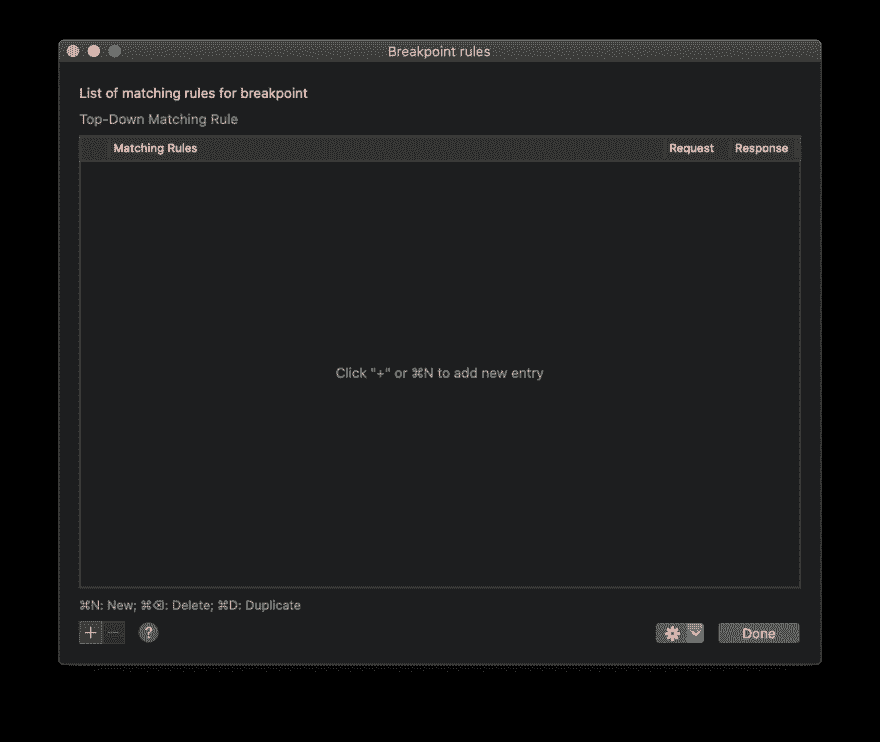 Breakpoint rules
List of matching rules for breakpoint
Top-Down Matching Rule
Matching Rules Request Response
Click "+" or ⌘N to add new entry
⌘N: New; ⌘⌫: Delete; ⌘D: Duplicate
+ − ? Done